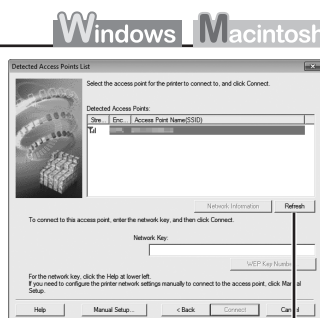 Windows Macintosh
Detected Access Points List
Select the access point for the printer to connect to, and click Connect.
Detected Access Points:
Stre... Enc... Access Point Name(SSID)
Network Information Refresh
To connect to this access point, enter the network key, and then click Connect.
Network Key:
WEP Key Number
For the network key, click the Help at lower left.
If you need to configure the printer network settings manually to connect to the access point, click Manual
Setup.
Help Manual Setup... < Back Connect Cancel